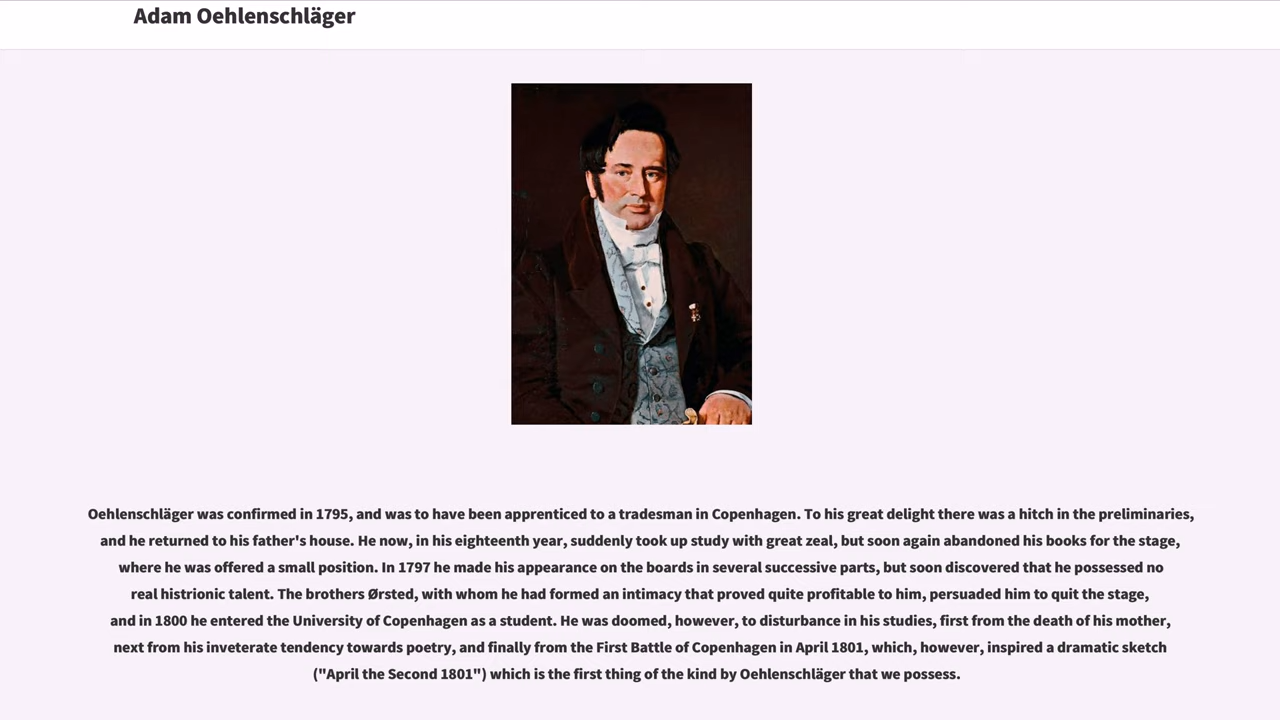 Adam Oehlenschläger
Oehlenschläger was confirmed in 1795, and was to have been apprenticed to a tradesman in Copenhagen. To his great delight there was a hitch in the preliminaries,
and he returned to his father's house. He now, in his eighteenth year, suddenly took up study with great zeal, but soon again abandoned his books for the stage,
where he was offered a small position. In 1797 he made his appearance on the boards in several successive parts, but soon discovered that he possessed no
real histrionic talent. The brothers Ørsted, with whom he had formed an intimacy that proved quite profitable to him, persuaded him to quit the stage,
and in 1800 he entered the University of Copenhagen as a student. He was doomed, however, to disturbance in his studies, first from the death of his mother,
next from his inveterate tendency towards poetry, and finally from the First Battle of Copenhagen in April 1801, which, however, inspired a dramatic sketch
("April the Second 1801") which is the first thing of the kind by Oehlenschläger that we possess.